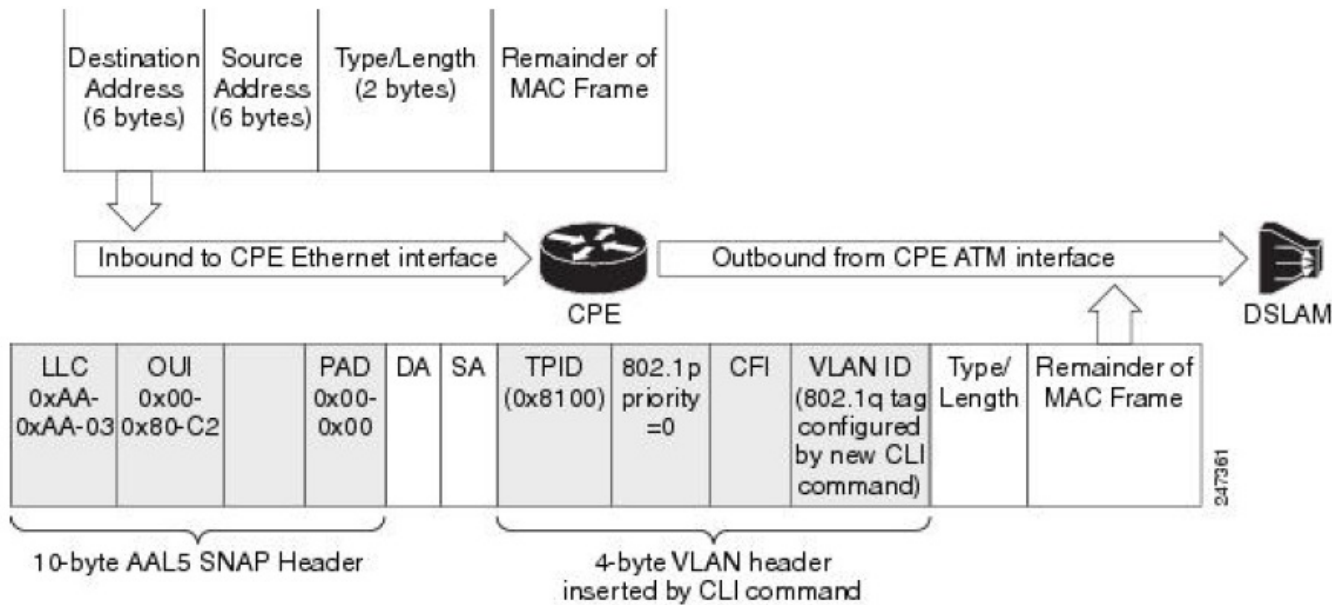 Destination
Address
(6 bytes)
Source
Address
(6 bytes)
Type/Length
(2 bytes)
Remainder of
MAC Frame
Inbound to CPE Ethernet interface
CPE
Outbound from CPE ATM interface
DSLAM
LLC
0xAA-
0xAA-03
OUI
0x00-
0x80-C2
PAD
0x00-
0x00
DA
SA
TPID
(0x8100)
802.1p
priority
=0
CFI
VLAN ID
(802.1q tag
configured
by new CLI
command)
Type/
Length
Remainder of
MAC Frame
247361
10-byte AAL5 SNAP Header
4-byte VLAN header
inserted by CLI command